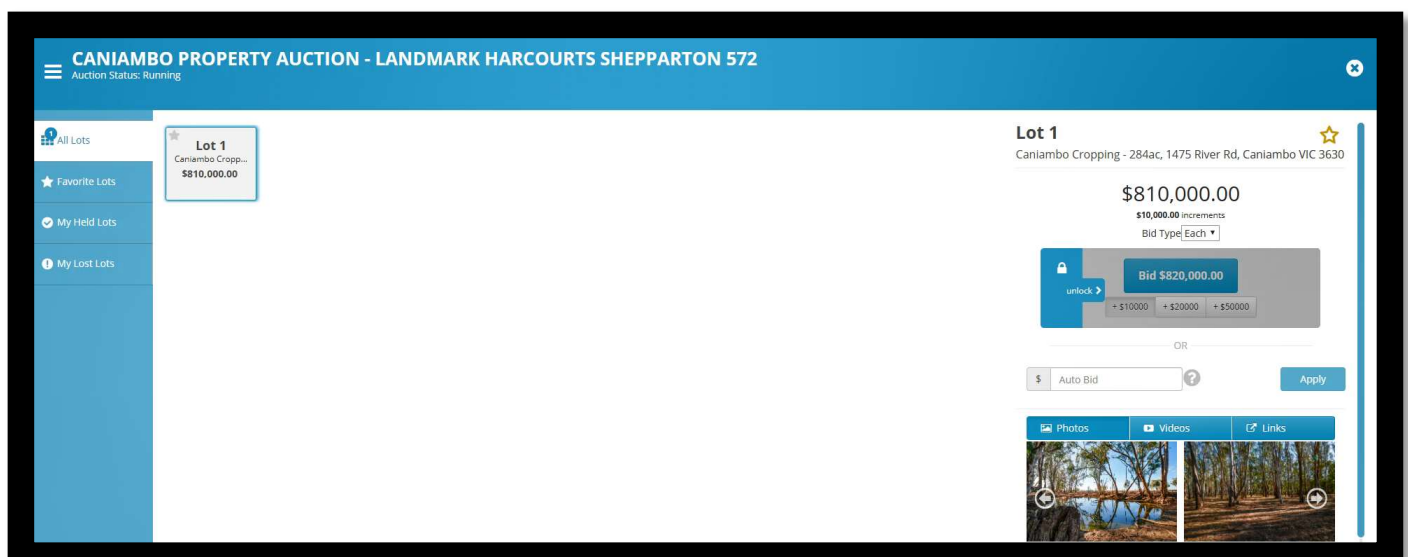 CANIAMBO PROPERTY AUCTION - LANDMARK HARCOURTS SHEPPARTON 572
Auction Status: Running
1
All Lots
Favorite Lots
My Held Lots
My Lost Lots
Lot 1
Caniambo Cropp...
$810,000.00
Lot 1
Caniambo Cropping - 284ac, 1475 River Rd, Caniambo VIC 3630
$810,000.00
$10,000.00 increments
Bid Type Each
unlock
Bid $820,000.00
+ $10000 + $20000 + $50000
OR
$ Auto Bid ? Apply
Photos Videos Links